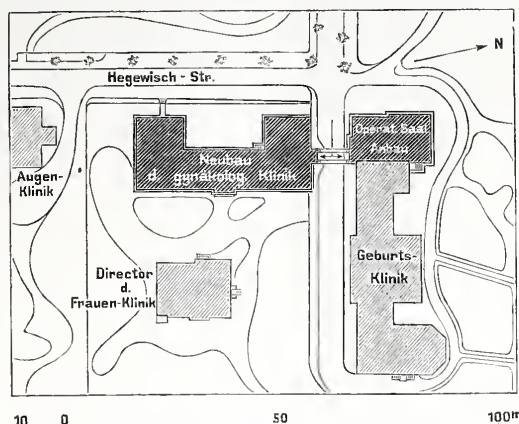 N
Hegewisch - Str.
Operat. Saal
Anbau
Neubau
d. gynäkolog. Klinik
Augen-
Klinik
Geburts-
Klinik
Director
d.
Frauen-Klinik
10 0 50 100m